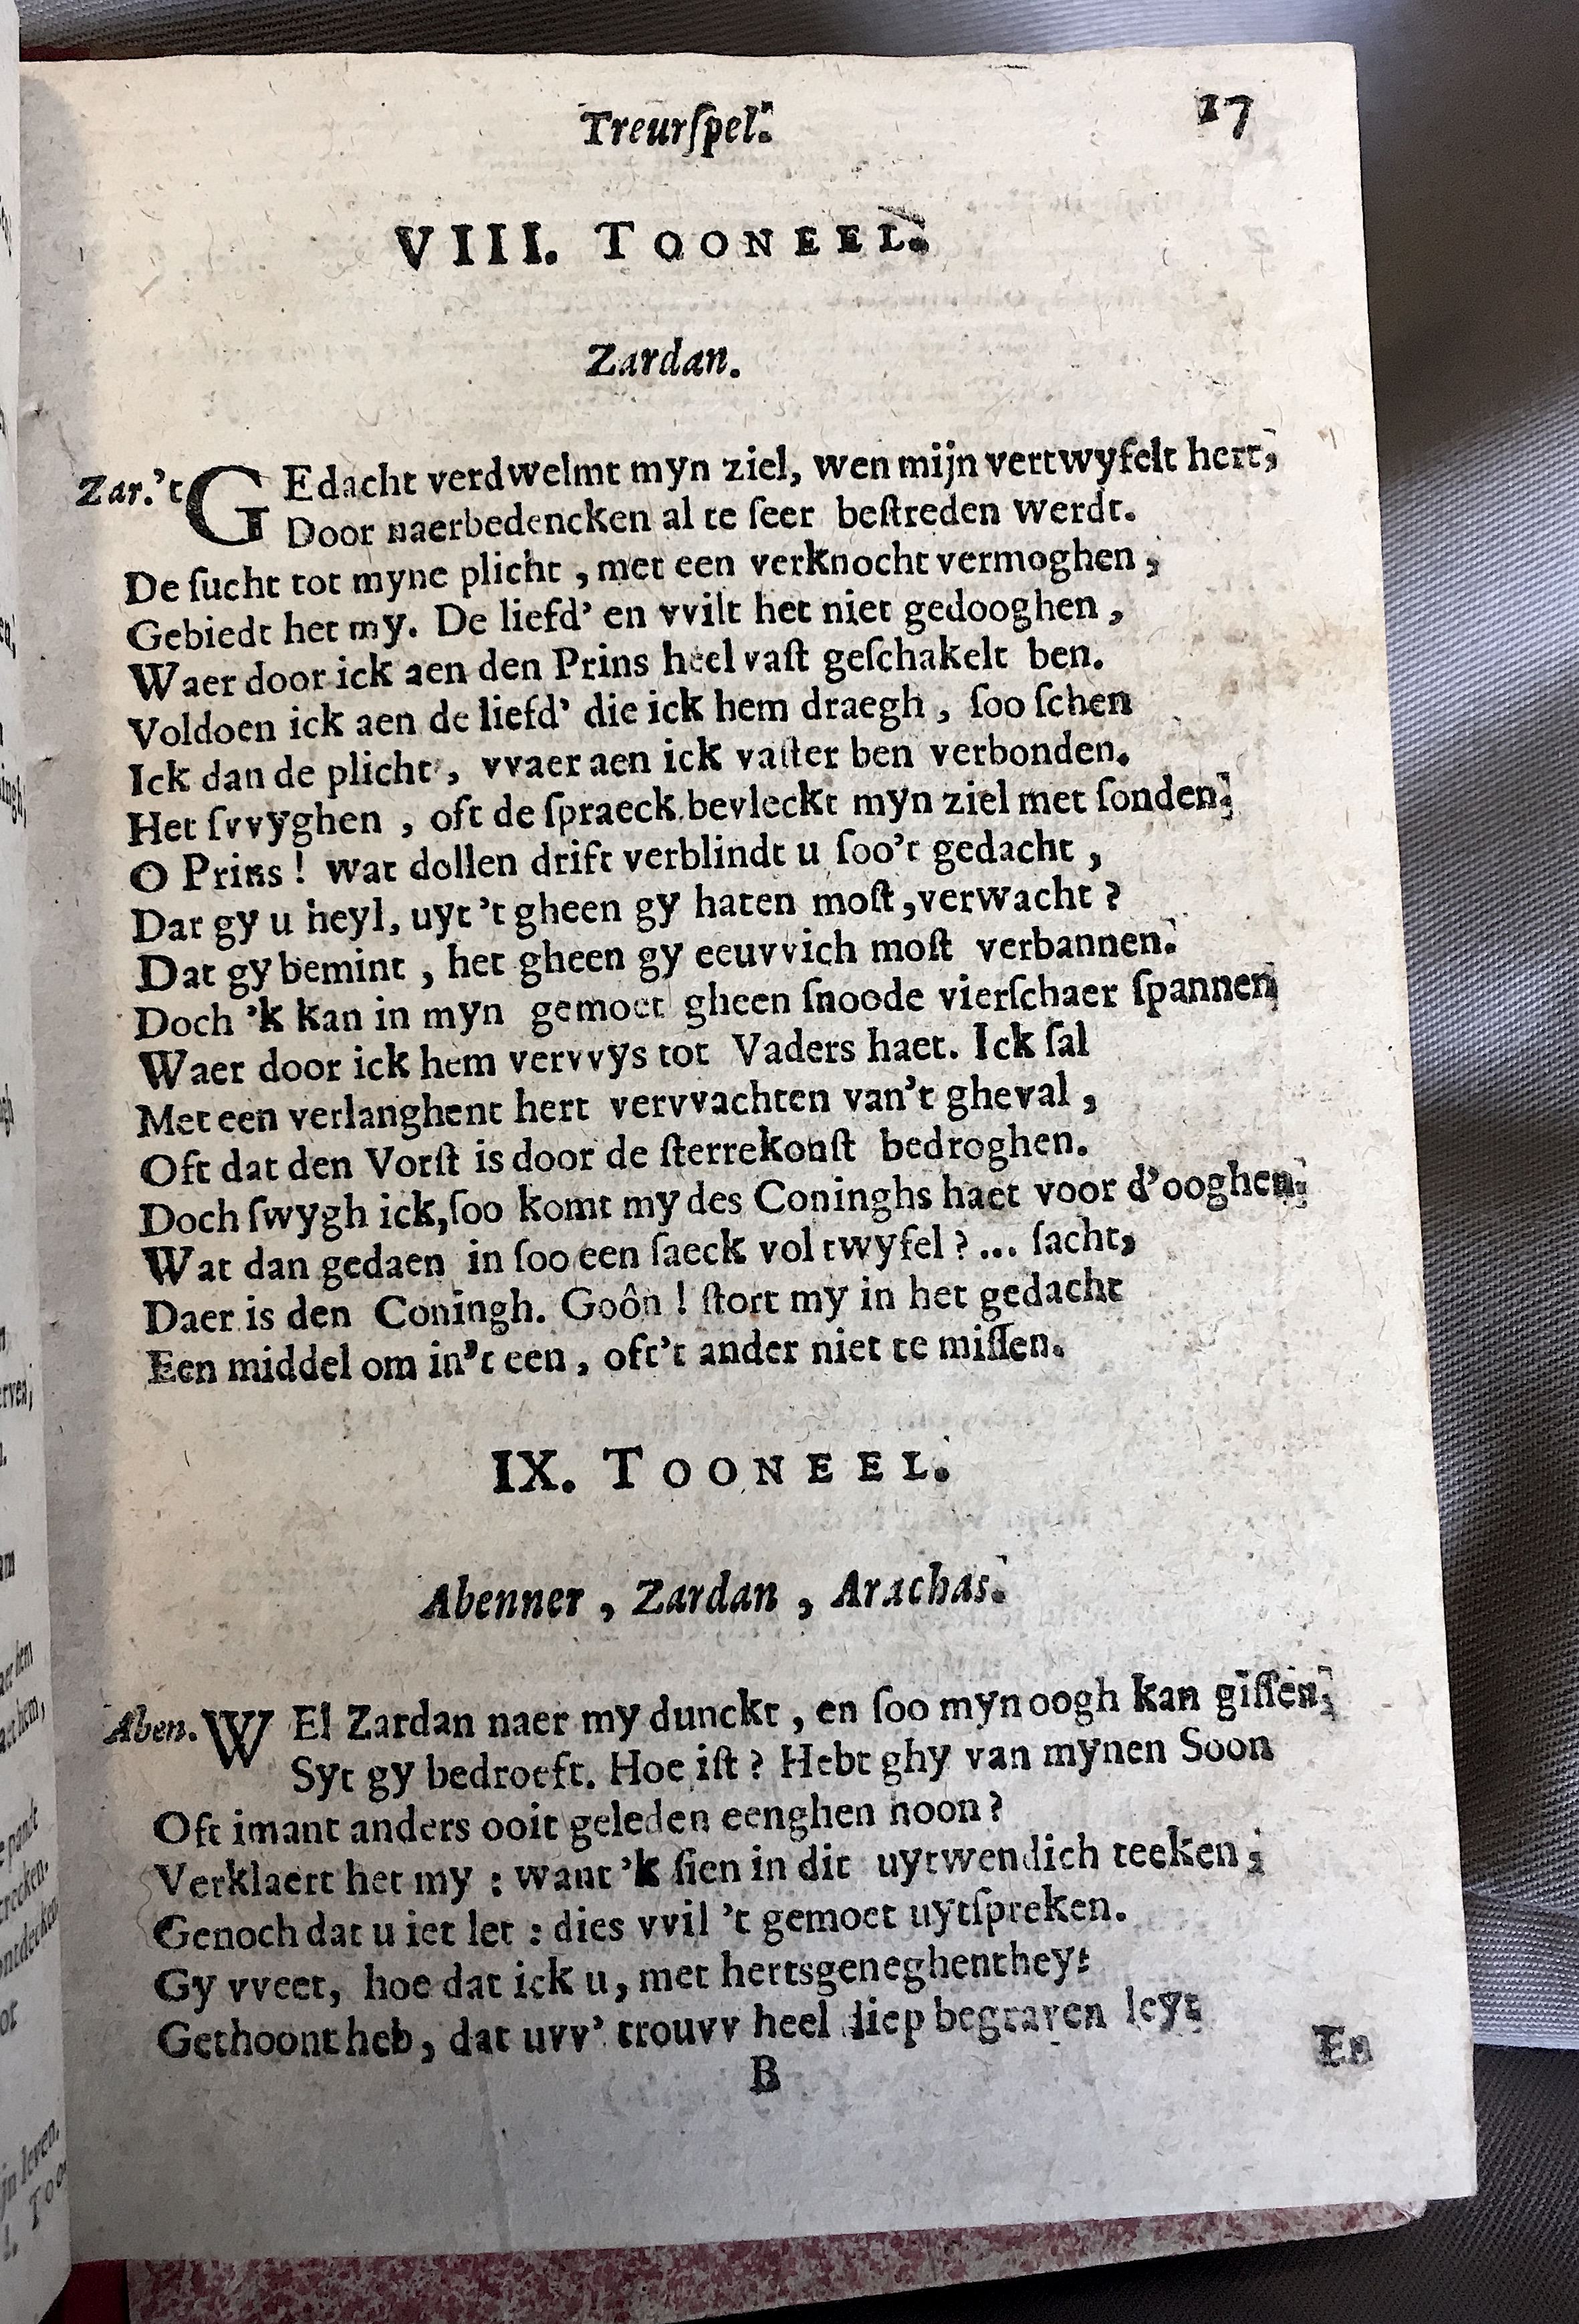 Treurſpel.
17
VIII. TOONEEL.
Zardan.
Zar. 't GEdacht verdwelmt myn ziel, wen mijn vertwyfelt hert,
Door naerbedencken al te ſeer beſtreden werdt.
De ſucht tot myne plicht, met een verknocht vermoghen,
Gebiedt het my. De liefd' en vvilt het niet gedooghen,
Waer door ick aen den Prins heel vaſt geſchakelt ben.
Voldoen ick aen de liefd' die ick hem draegh, ſoo ſchen
Ick dan de plicht, vvaer aen ick vaſter ben verbonden.
Het ſvvyghen, oft de ſpraeck bevleckt myn ziel met ſonden,
O Prins! wat dollen drift verblindt u ſoo't gedacht,
Dat gy u heyl, uyt 't gheen gy haten moſt, verwacht?
Dat gy bemint, het gheen gy eeuvvich moſt verbannen.
Doch 'k kan in myn gemoet gheen ſnoode vierſchaer ſpannen
Waer door ick hem vervvys tot Vaders haet. Ick ſal
Met een verlanghent hert vervvachten van't gheval,
Oft dat den Vorſt is door de ſterrekonſt bedroghen.
Doch ſwygh ick, ſoo komt my des Coninghs haet voor d'ooghen,
Wat dan gedaen in ſoo een ſaeck vol twyfel?... ſacht,
Daer is den Coningh. Goôn! ſtort my in het gedacht
Een middel om in't een, oft't ander niet te miſſen.
IX. TOONEEL.
Abenner, Zardan, Arachas.
Aben. WEl Zardan naer my dunckt, en ſoo myn oogh kan giſſen,
Syt gy bedroeft. Hoe iſt? Hebt ghy van mynen Soon
Oft imant anders ooit geleden eenghen hoon?
Verklaert het my: want 'k ſien in dit uytwendich teeken,
Genoch dat u iet let: dies vvil 't gemoet uytſpreken.
Gy vveet, hoe dat ick u, met hertsgeneghentheyt
Gethoont heb, dat uvv' trouvv heel diep begraven leyt
B
En